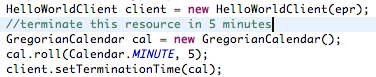 HelloWorldClient client = new HelloWorldClient(epr);
//terminate this resource in 5 minutes
GregorianCalendar cal = new GregorianCalendar();
cal.roll(Calendar.MINUTE, 5);
client.setTerminationTime(cal);